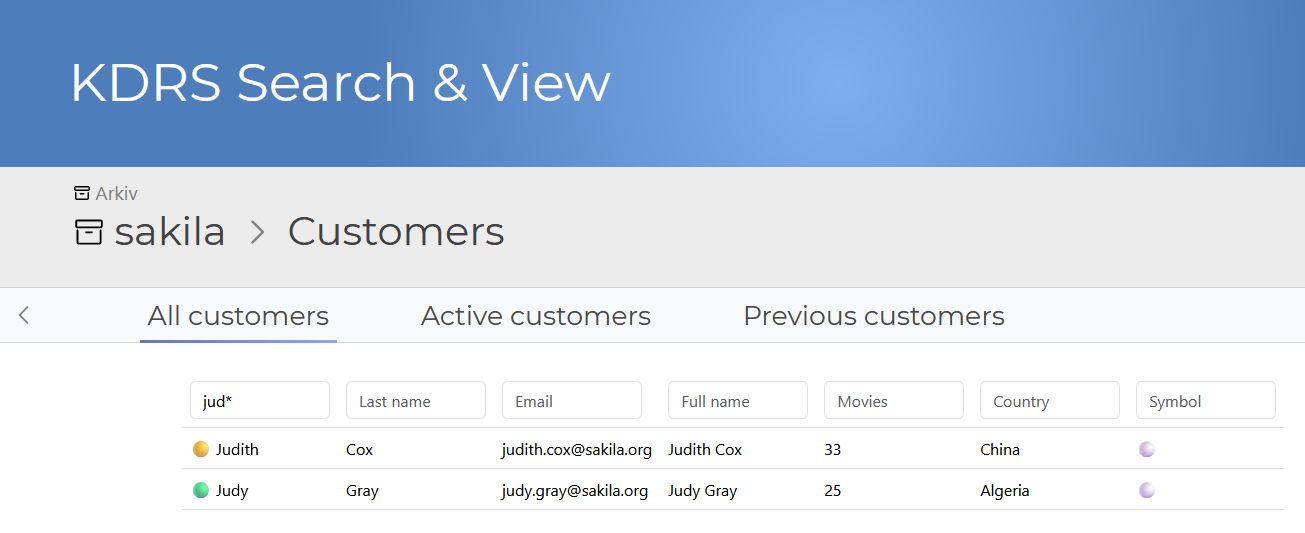 KDRS Search & View
Arkiv
sakila > Customers
All customers Active customers Previous customers
jud* Last name Email Full name Movies Country Symbol
Judith Cox judith.cox@sakila.org Judith Cox 33 China
Judy Gray judy.gray@sakila.org Judy Gray 25 Algeria